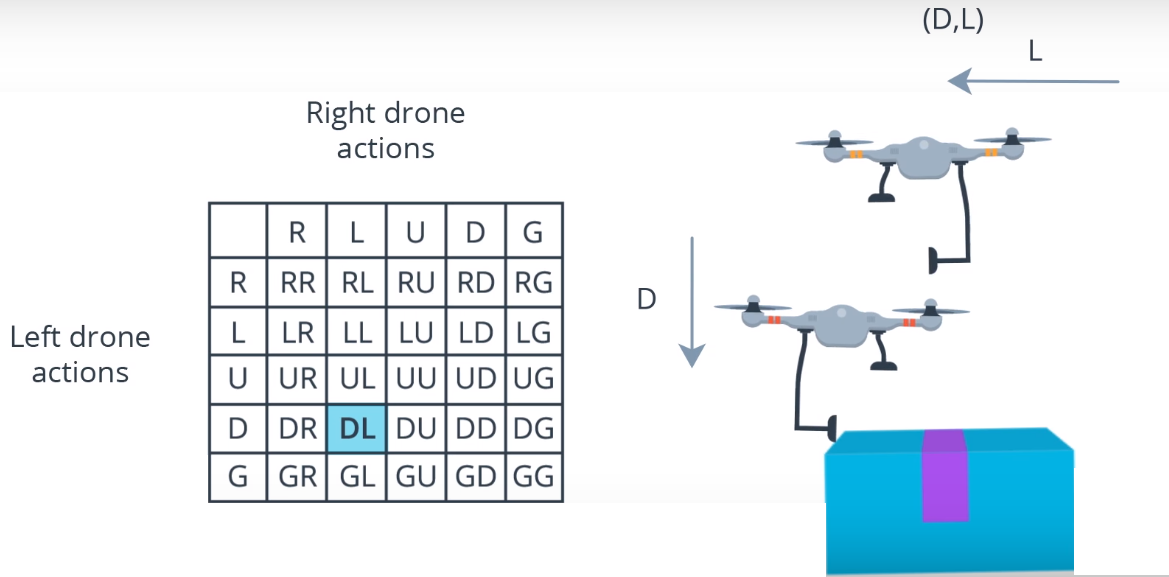 (D,L)
L
Right drone
actions
R L U D G
R RR RL RU RD RG
L LR LL LU LD LG
U UR UL UU UD UG
D DR DL DU DD DG
G GR GL GU GD GG
Left drone
actions
D